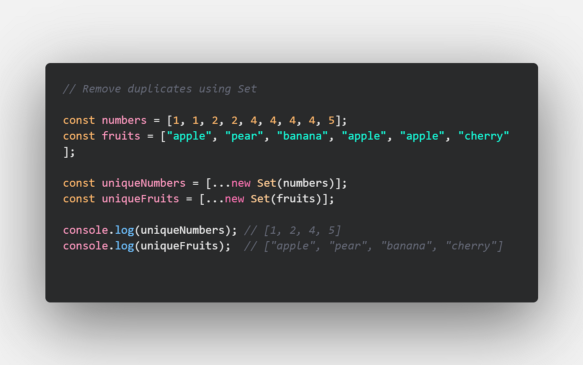 // Remove duplicates using Set
const numbers = [1, 1, 2, 2, 4, 4, 4, 4, 5];
const fruits = ["apple", "pear", "banana", "apple", "apple", "cherry"
];
const uniqueNumbers = [...new Set(numbers)];
const uniqueFruits = [...new Set(fruits)];
console.log(uniqueNumbers); // [1, 2, 4, 5]
console.log(uniqueFruits);  // ["apple", "pear", "banana", "cherry"]